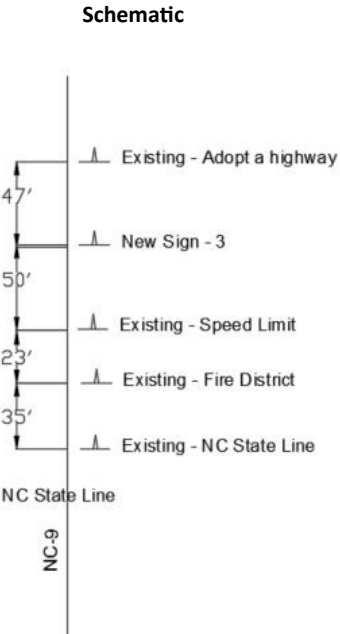 Schematic
Existing - Adopt a highway
47'
New Sign - 3
50'
Existing - Speed Limit
23'
Existing - Fire District
35'
Existing - NC State Line
NC State Line
NC-9